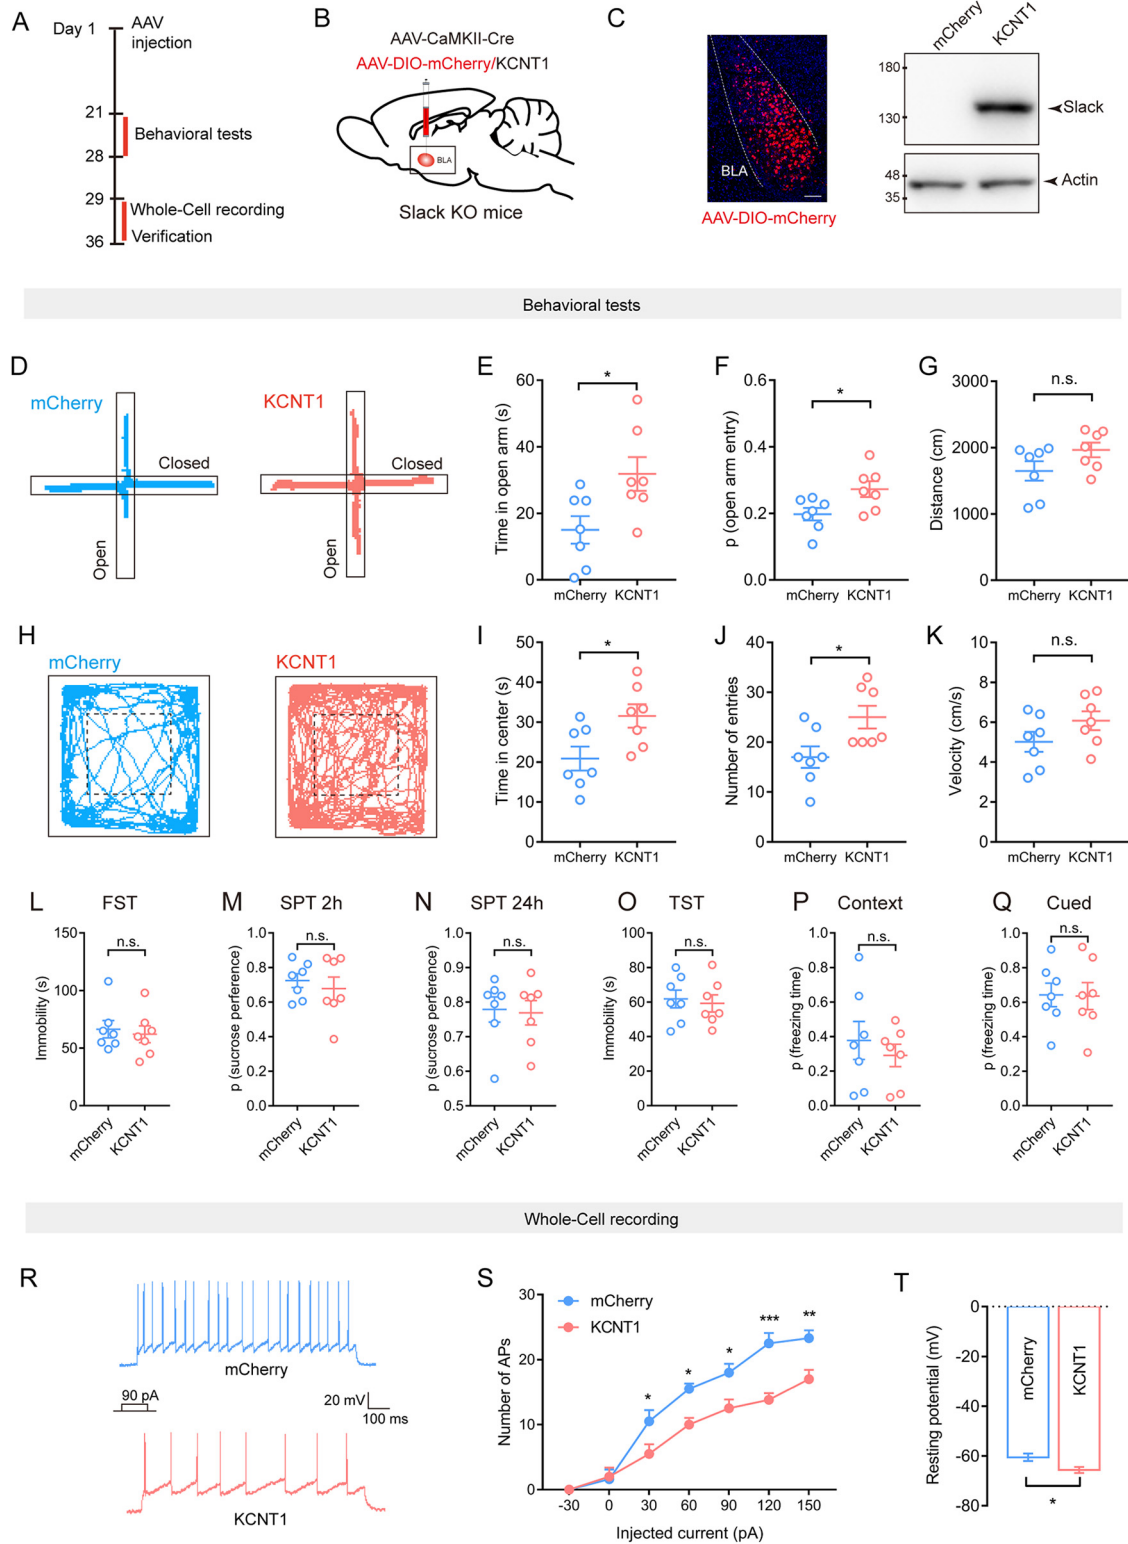 A
Day 1
AAV
injection
21
Behavioral tests
28
29
Whole-Cell recording
Verification
36
B
AAV-CaMKII-Cre
AAV-DIO-mCherry/KCNT1
BLA
Slack KO mice
C
BLA
AAV-DIO-mCherry
mCherry
KCNT1
180
130
Slack
48
35
Actin
Behavioral tests
D
mCherry
Closed
Open
KCNT1
Closed
Open
E
Time in open arm (s)
60
40
20
0
*
mCherry KCNT1
F
p (open arm entry)
0.6
0.4
0.2
0.0
*
mCherry KCNT1
G
Distance (cm)
3000
2000
1000
0
n.s.
mCherry KCNT1
H
mCherry
KCNT1
I
Time in center (s)
50
40
30
20
10
0
*
mCherry KCNT1
J
Number of entries
40
30
20
10
0
*
mCherry KCNT1
K
Velocity (cm/s)
10
8
6
4
2
0
n.s.
mCherry KCNT1
L
FST
Immobility (s)
150
100
50
0
n.s.
mCherry
KCNT1
M
SPT 2h
p (sucrose perference)
1.0
0.8
0.6
0.4
0.2
0.0
n.s.
mCherry
KCNT1
N
SPT 24h
p (sucrose perference)
1.0
0.9
0.8
0.7
0.6
0.5
n.s.
mCherry
KCNT1
O
TST
Immobility (s)
100
80
60
40
20
0
n.s.
mCherry
KCNT1
P
Context
p (freezing time)
1.0
0.8
0.6
0.4
0.2
0.0
n.s.
mCherry
KCNT1
Q
Cued
p (freezing time)
1.0
0.8
0.6
0.4
0.2
0.0
n.s.
mCherry
KCNT1
Whole-Cell recording
R
mCherry
90 pA
20 mV
100 ms
KCNT1
S
Number of APs
30
20
10
0
mCherry
KCNT1
*
*
*
***
**
-30 0 30 60 90 120 150
Injected current (pA)
T
Resting potential (mV)
0
-20
-40
-60
-80
mCherry
KCNT1
*